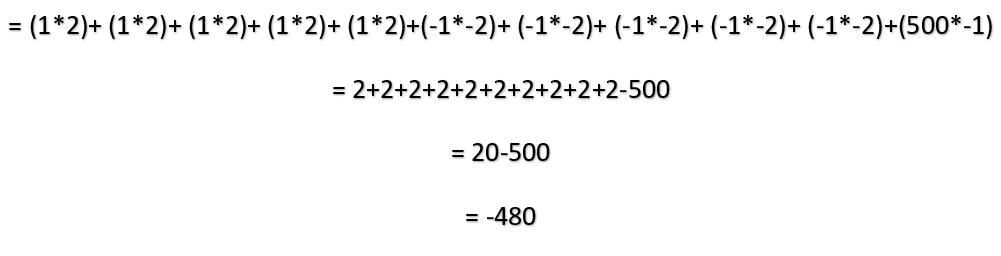 = (1*2)+ (1*2)+ (1*2)+ (1*2)+ (1*2)+(-1*-2)+ (-1*-2)+ (-1*-2)+ (-1*-2)+ (-1*-2)+(500*-1)
= 2+2+2+2+2+2+2+2+2+2-500
= 20-500
= -480